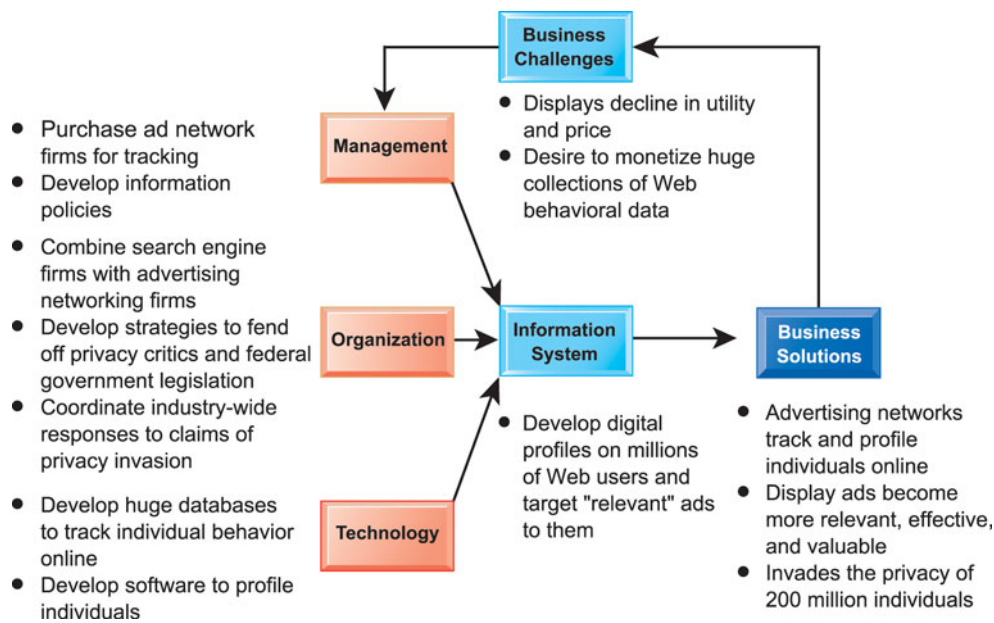 Business
Challenges
● Displays decline in utility
and price
● Desire to monetize huge
collections of Web
behavioral data
Management
● Purchase ad network
firms for tracking
● Develop information
policies
Organization
● Combine search engine
firms with advertising
networking firms
● Develop strategies to fend
off privacy critics and federal
government legislation
● Coordinate industry-wide
responses to claims of
privacy invasion
Technology
● Develop huge databases
to track individual behavior
online
● Develop software to profile
individuals
Information
System
● Develop digital
profiles on millions
of Web users and
target "relevant" ads
to them
Business
Solutions
● Advertising networks
track and profile
individuals online
● Display ads become
more relevant, effective,
and valuable
● Invades the privacy of
200 million individuals